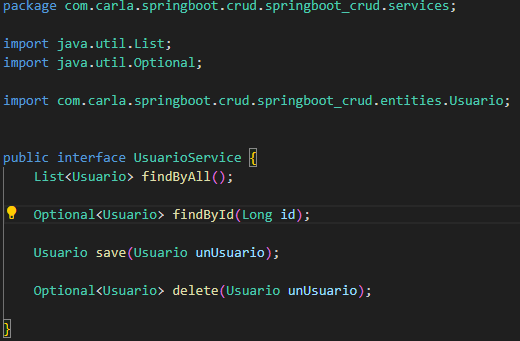 package com.carla.springboot.crud.springboot_crud.services;
import java.util.List;
import java.util.Optional;
import com.carla.springboot.crud.springboot_crud.entities.Usuario;
public interface UsuarioService {
List<Usuario> findByAll();
Optional<Usuario> findById(Long id);
Usuario save(Usuario unUsuario);
Optional<Usuario> delete(Usuario unUsuario);
}